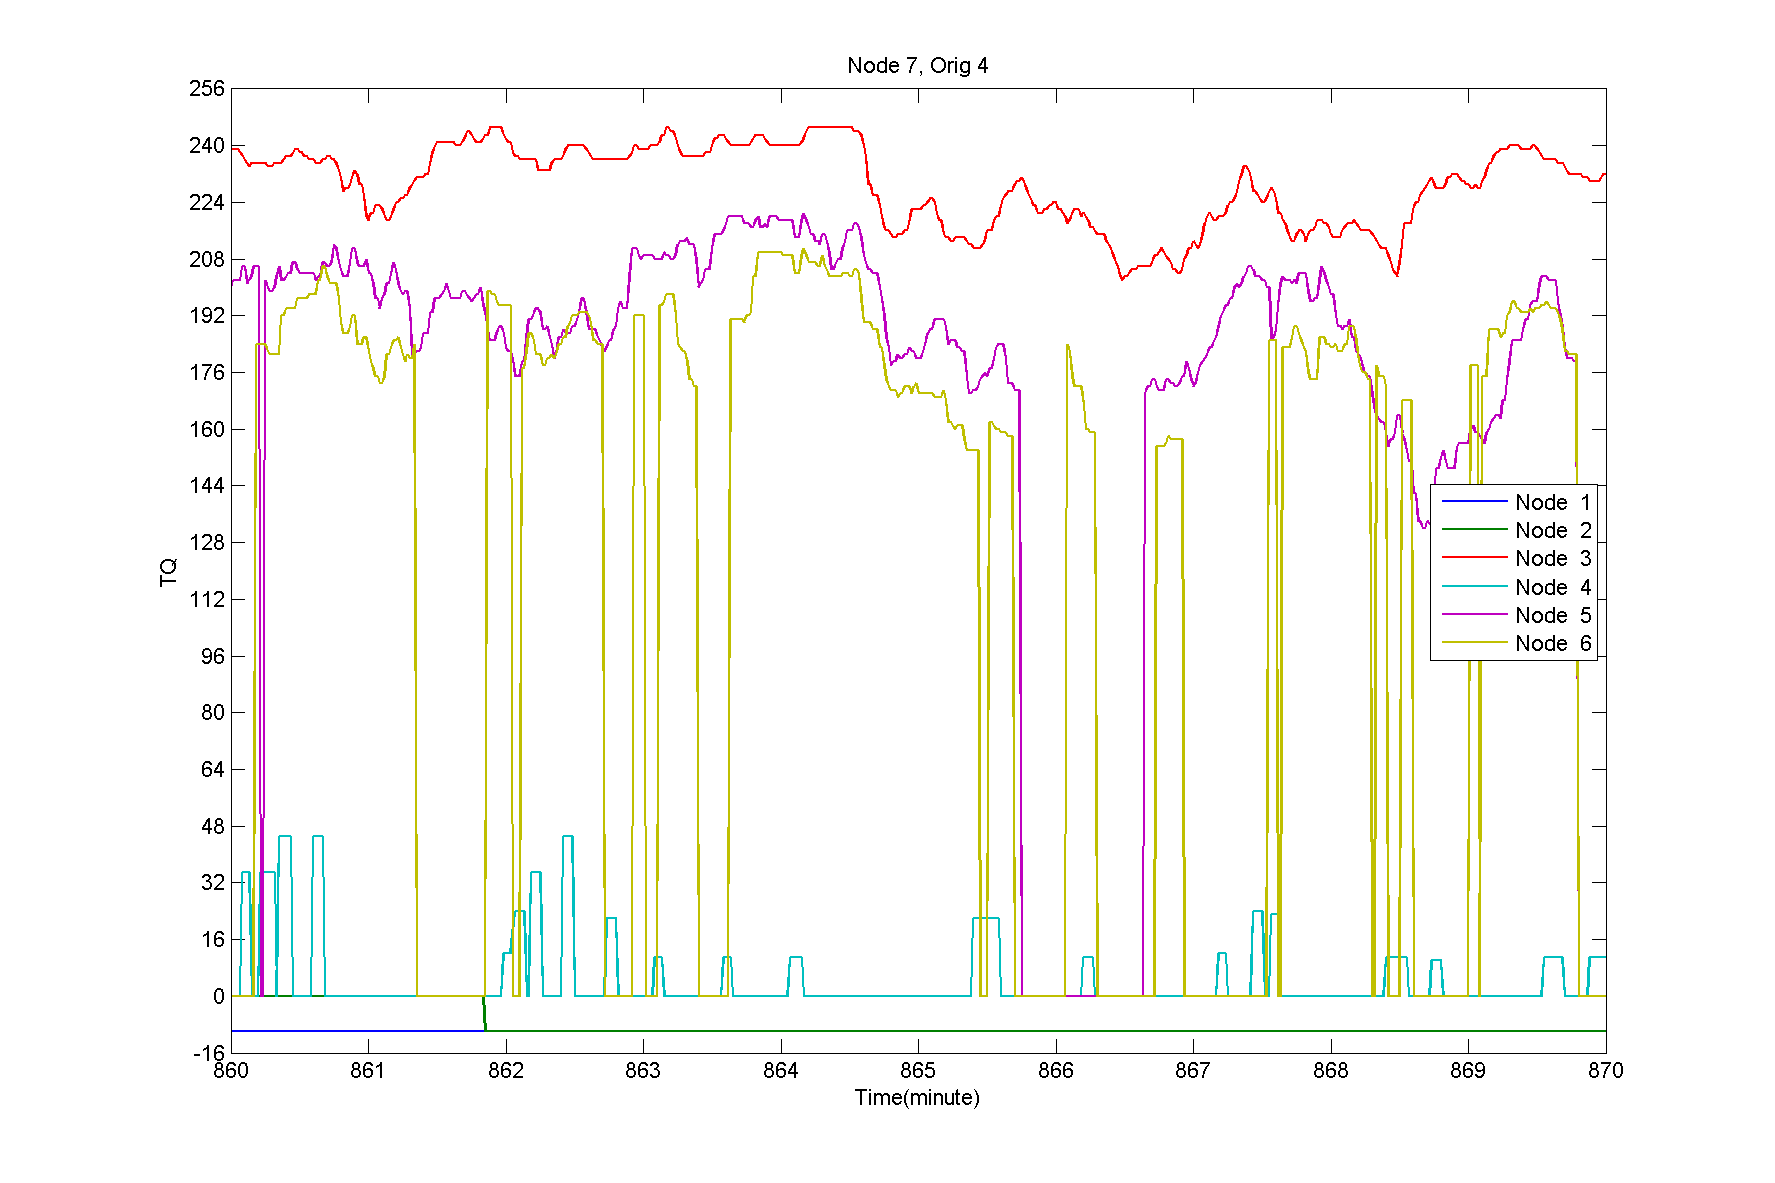 Node 7, Orig 4
256
240
224
208
192
176
160
144
128
112
96
80
64
48
32
16
0
-16
TQ
Node 1
Node 2
Node 3
Node 4
Node 5
Node 6
860 861 862 863 864 865 866 867 868 869 870
Time(minute)